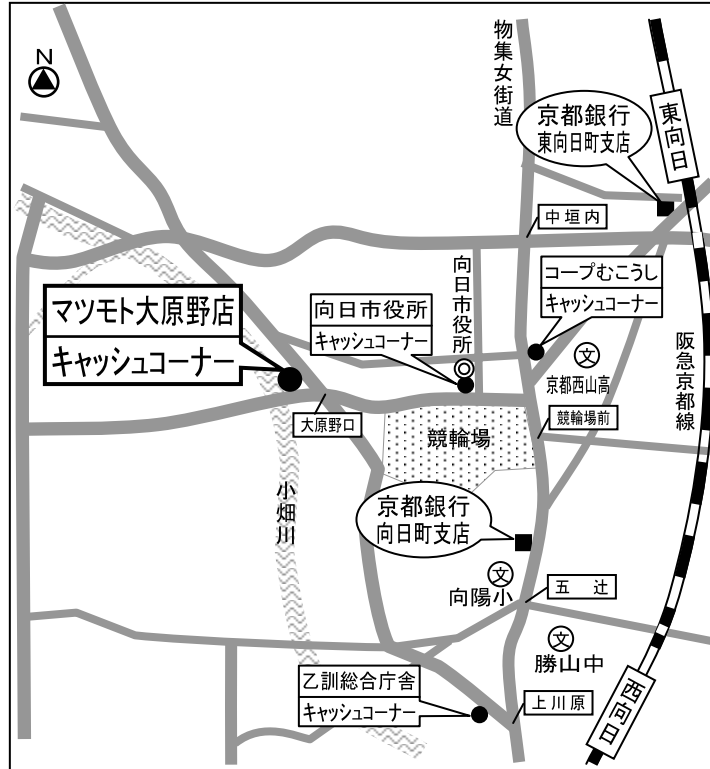 N
物集女街道
京都銀行
東向日町支店
東向日
中垣内
マツモト大原野店
キャッシュコーナー
向日市役所
キャッシュコーナー
向日市役所
コープむこうし
キャッシュコーナー
文
京都西山高
阪急京都線
大原野口
競輪場
競輪場前
小畑川
京都銀行
向日町支店
文
向陽小
五辻
文
勝山中
乙訓総合庁舎
キャッシュコーナー
上川原
西向日